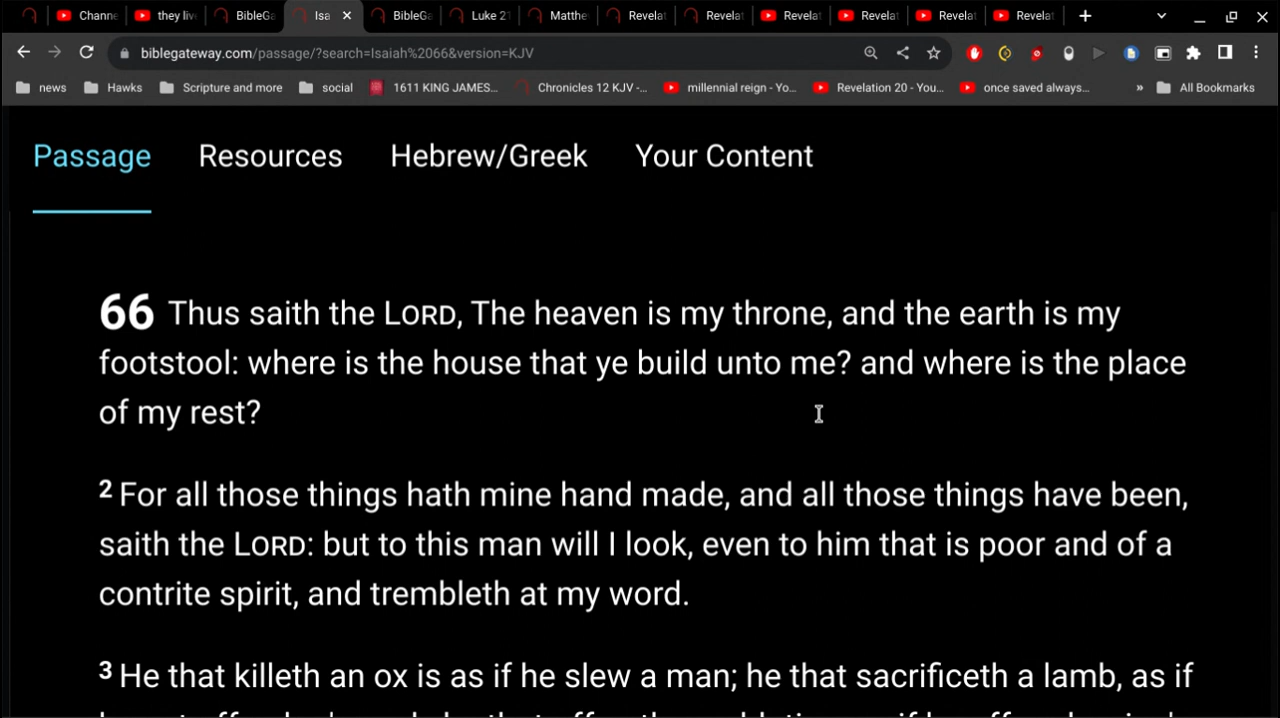 Channe they liv BibleGa Isa BibleGa Luke 21 Matthe Revelat Revelat Revelat Revelat Revelat Revelat
biblegateway.com/passage/?search=Isaiah%2066&version=KJV
news Hawks Scripture and more social 1611 KING JAMES... Chronicles 12 KJV -... millennial reign - Yo... Revelation 20 - You... once saved always... » All Bookmarks
Passage Resources Hebrew/Greek Your Content
66 Thus saith the LORD, The heaven is my throne, and the earth is my
footstool: where is the house that ye build unto me? and where is the place
of my rest?
2 For all those things hath mine hand made, and all those things have been,
saith the LORD: but to this man will I look, even to him that is poor and of a
contrite spirit, and trembleth at my word.
3 He that killeth an ox is as if he slew a man; he that sacrificeth a lamb, as if